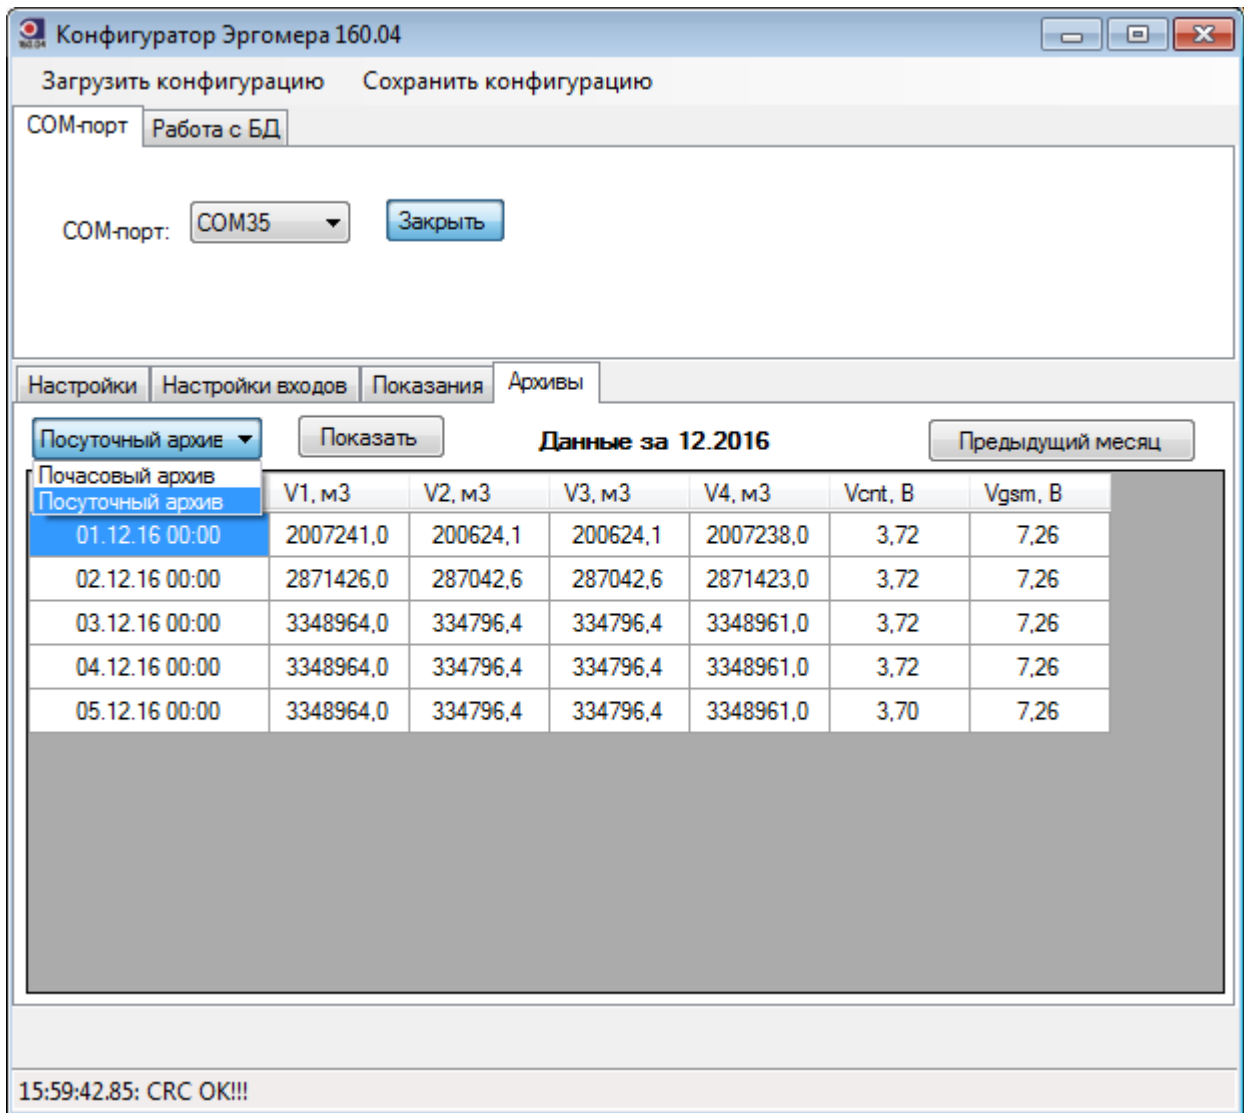 160.04 Конфигуратор Эргомера 160.04
Загрузить конфигурацию Сохранить конфигурацию
COM-порт Работа с БД
COM-порт: COM35 Закрыть
Настройки Настройки входов Показания Архивы
Посуточный архив Показать Данные за 12.2016 Предыдущий месяц
Почасовый архив
Посуточный архив
V1, м3 V2, м3 V3, м3 V4, м3 Vcnt, В Vgsm, В
01.12.16 00:00 2007241,0 200624,1 200624,1 2007238,0 3,72 7,26
02.12.16 00:00 2871426,0 287042,6 287042,6 2871423,0 3,72 7,26
03.12.16 00:00 3348964,0 334796,4 334796,4 3348961,0 3,72 7,26
04.12.16 00:00 3348964,0 334796,4 334796,4 3348961,0 3,72 7,26
05.12.16 00:00 3348964,0 334796,4 334796,4 3348961,0 3,70 7,26
15:59:42.85: CRC OK!!!